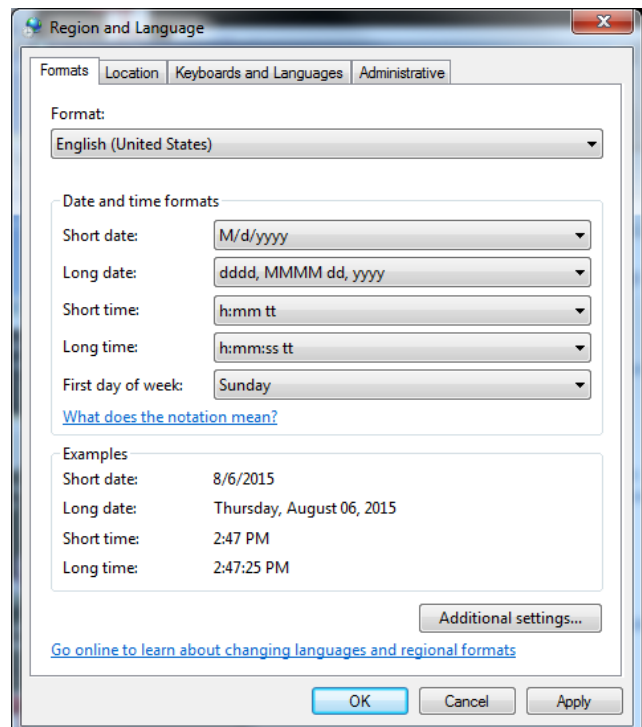 Region and Language
Formats Location Keyboards and Languages Administrative
Format:
English (United States)
Date and time formats
Short date: M/d/yyyy
Long date: dddd, MMMM dd, yyyy
Short time: h:mm tt
Long time: h:mm:ss tt
First day of week: Sunday
What does the notation mean?
Examples
Short date: 8/6/2015
Long date: Thursday, August 06, 2015
Short time: 2:47 PM
Long time: 2:47:25 PM
Additional settings...
Go online to learn about changing languages and regional formats
OK Cancel Apply